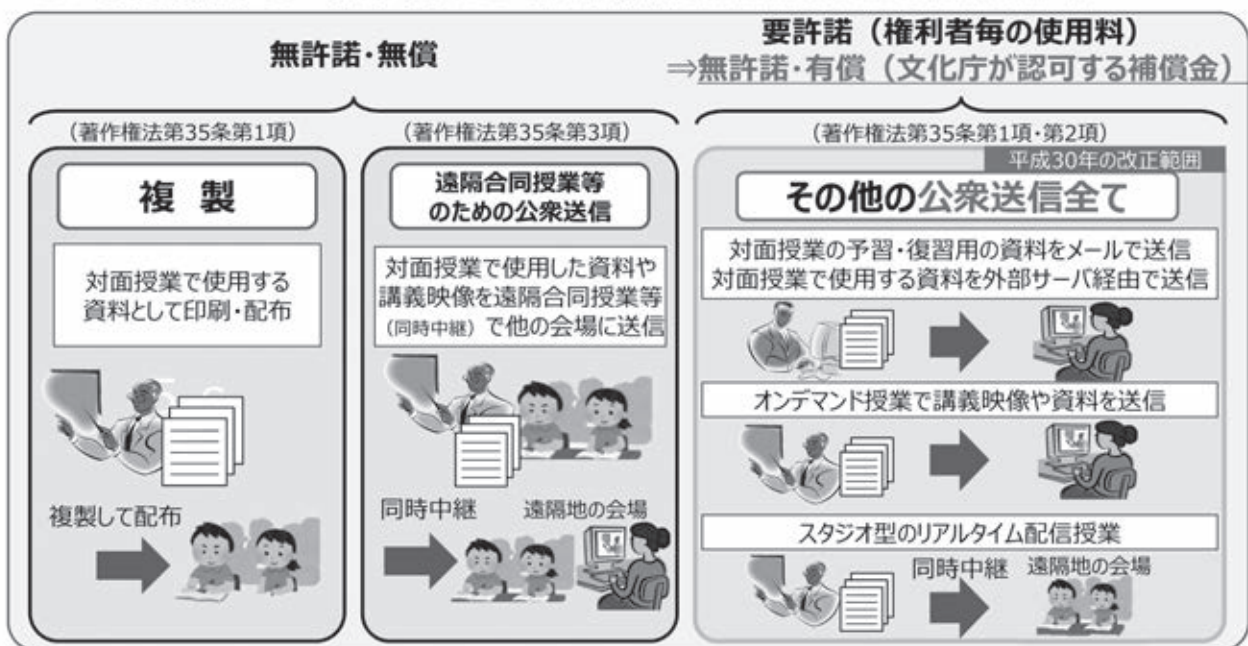 無許諾・無償
要許諾（権利者毎の使用料）
⇒無許諾・有償（文化庁が認可する補償金）
（著作権法第35条第1項）
（著作権法第35条第3項）
（著作権法第35条第1項・第2項）
複 製
対面授業で使用する
資料として印刷・配布
複製して配布
遠隔合同授業等
のための公衆送信
対面授業で使用した資料や
講義映像を遠隔合同授業等
（同時中継）で他の会場に送信
同時中継
遠隔地の会場
平成30年の改正範囲
その他の公衆送信全て
対面授業の予習・復習用の資料をメールで送信
対面授業で使用する資料を外部サーバ経由で送信
オンデマンド授業で講義映像や資料を送信
スタジオ型のリアルタイム配信授業
同時中継
遠隔地の会場